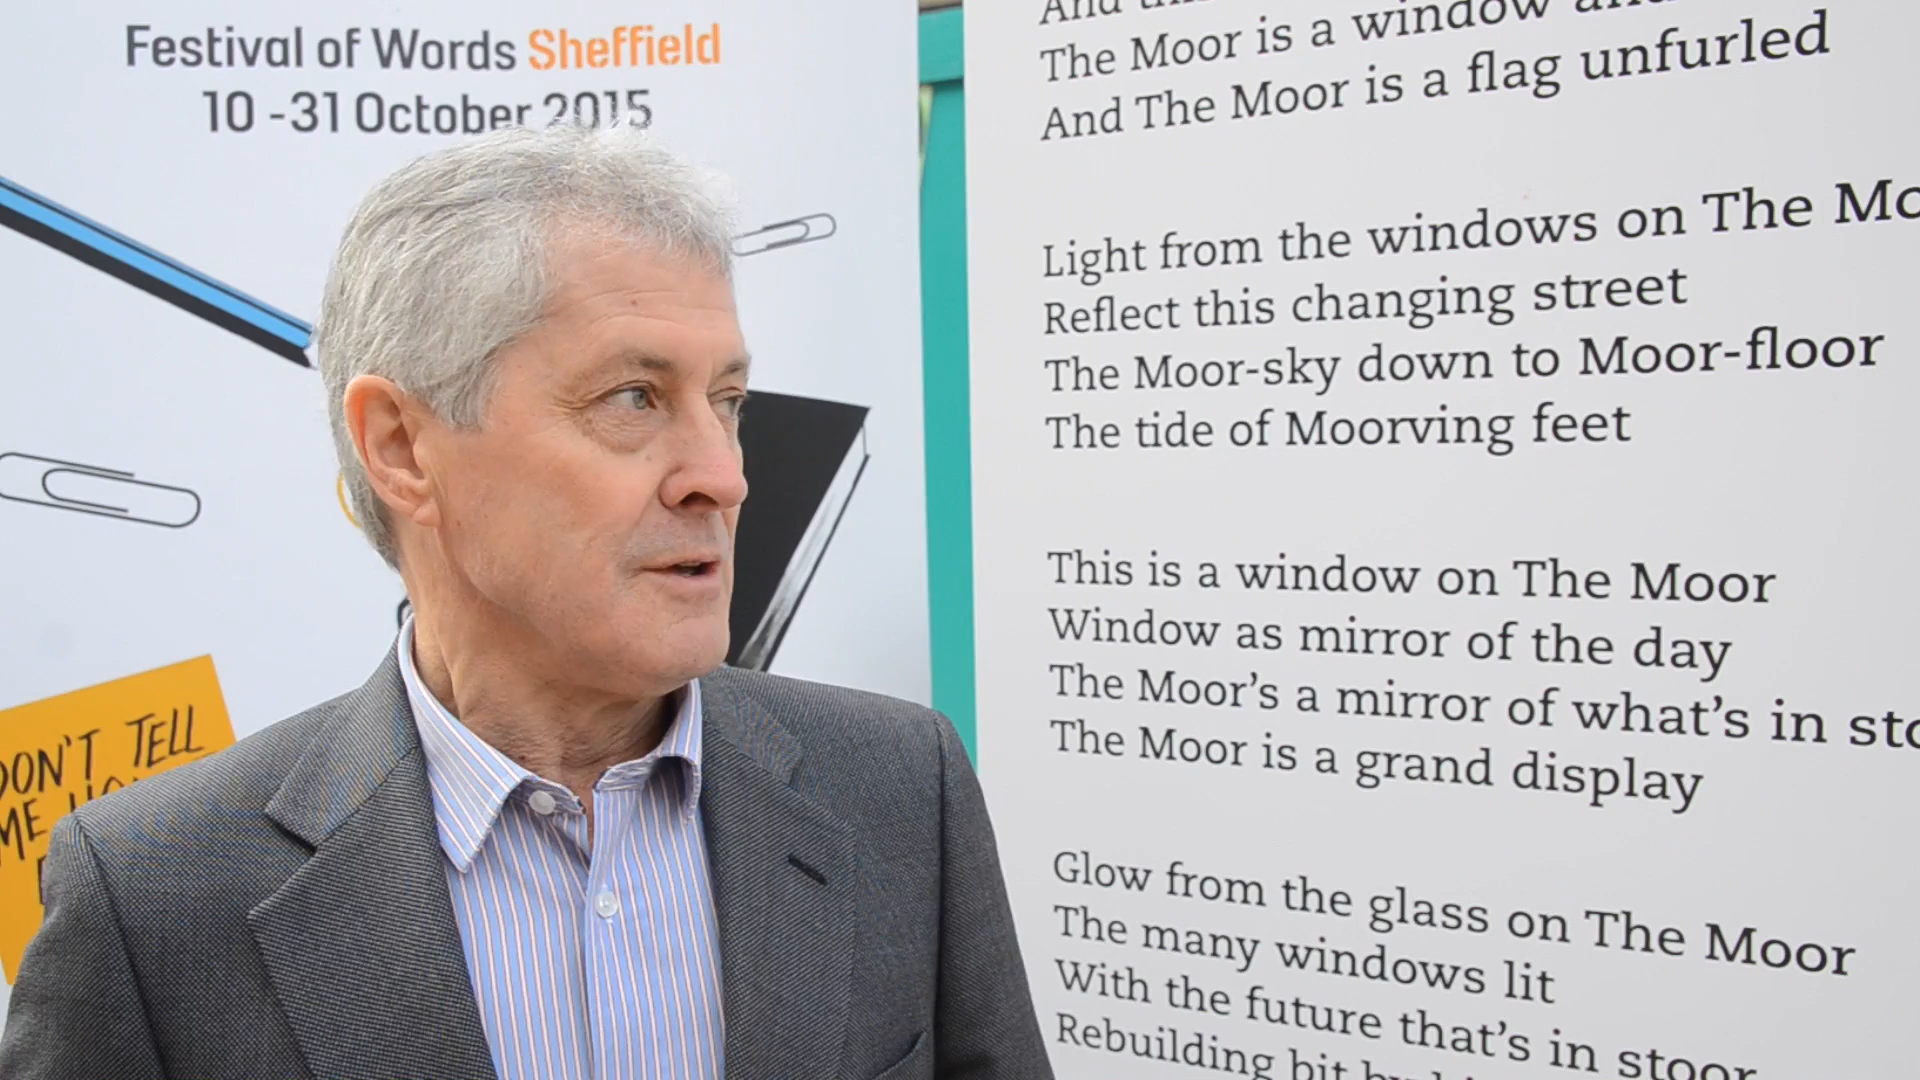 Festival of Words Sheffield
10 -31 October 2015
DON'T TELL
ME
And
The Moor is a window and
And The Moor is a flag unfurled
Light from the windows on The
Reflect this changing street
The Moor-sky down to Moor-floor
The tide of Moorving feet
This is a window on The Moor
Window as mirror of the day
The Moor's a mirror of what's in
The Moor is a grand display
Glow from the glass on The Moor
The many windows lit
With the future that's in stoor
Rebuilding bit